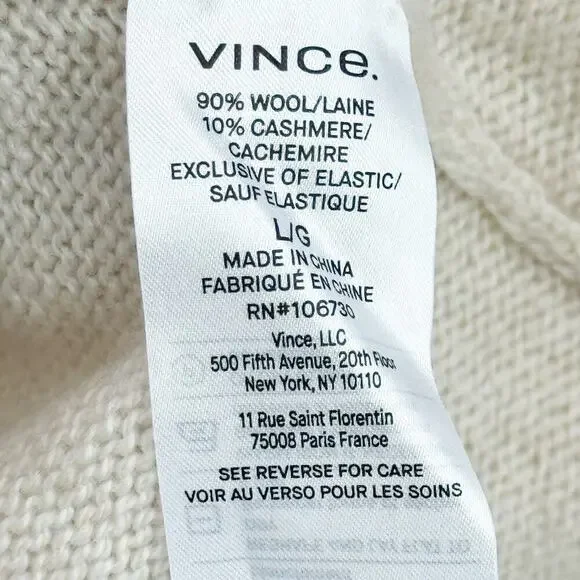 VINCe.
90% WOOL/LAINE
10% CASHMERE/
CACHEMIRE
EXCLUSIVE OF ELASTIC/
SAUF ELASTIQUE
L/G
MADE IN CHINA
FABRIQUÉ EN CHINE
RN#106730
Vince, LLC
500 Fifth Avenue, 20th Floor
New York, NY 10110
11 Rue Saint Florentin
75008 Paris France
SEE REVERSE FOR CARE
VOIR AU VERSO POUR LES SOINS